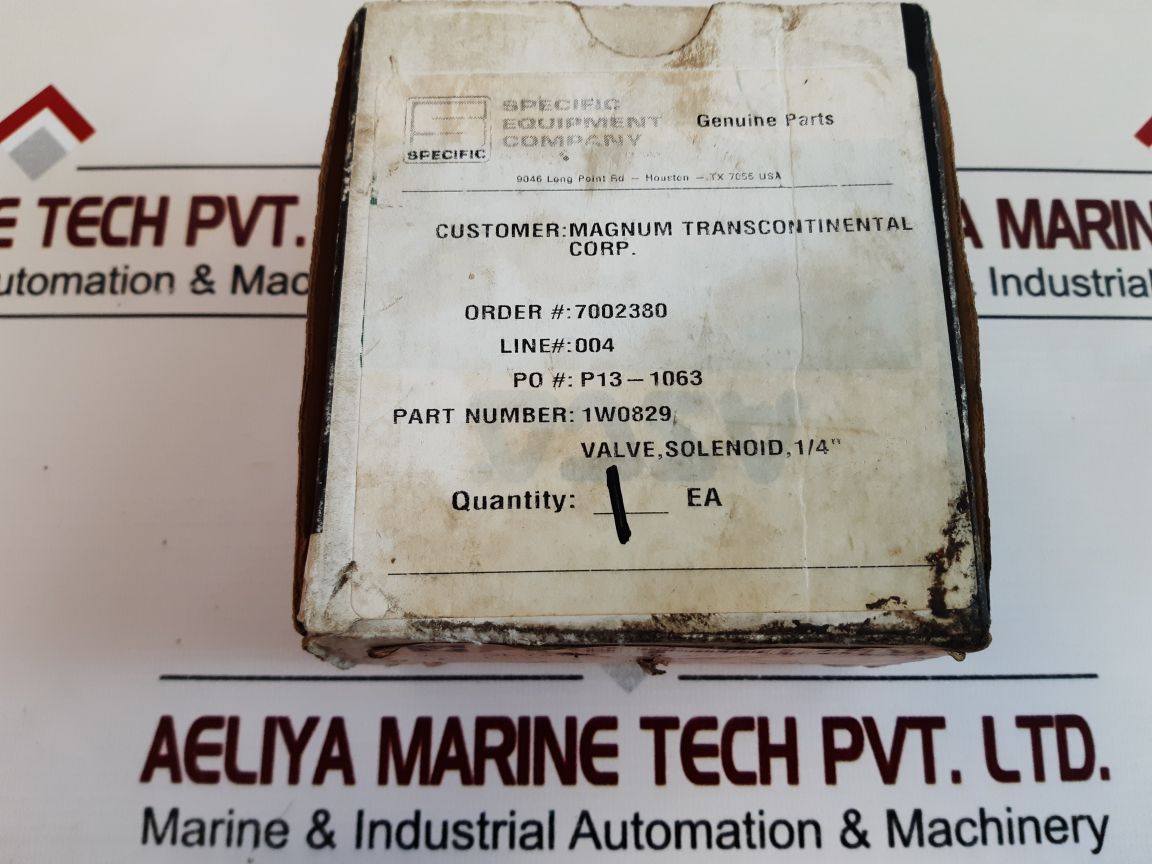 SPECIFIC
EQUIPMENT
COMPANY
SPECIFIC
Genuine Parts
9046 Long Point Rd – Houston – TX 7055 USA
CUSTOMER:MAGNUM TRANSCONTINENTAL
CORP.
ORDER #:7002380
LINE#:004
PO #: P13–1063
PART NUMBER: 1W0829
VALVE,SOLENOID,1/4"
Quantity: 1 EA
E TECH PVT.
utomation & Mac
A MARIN
Industrial
AELIYA MARINE TECH PVT. LTD.
Marine & Industrial Automation & Machinery